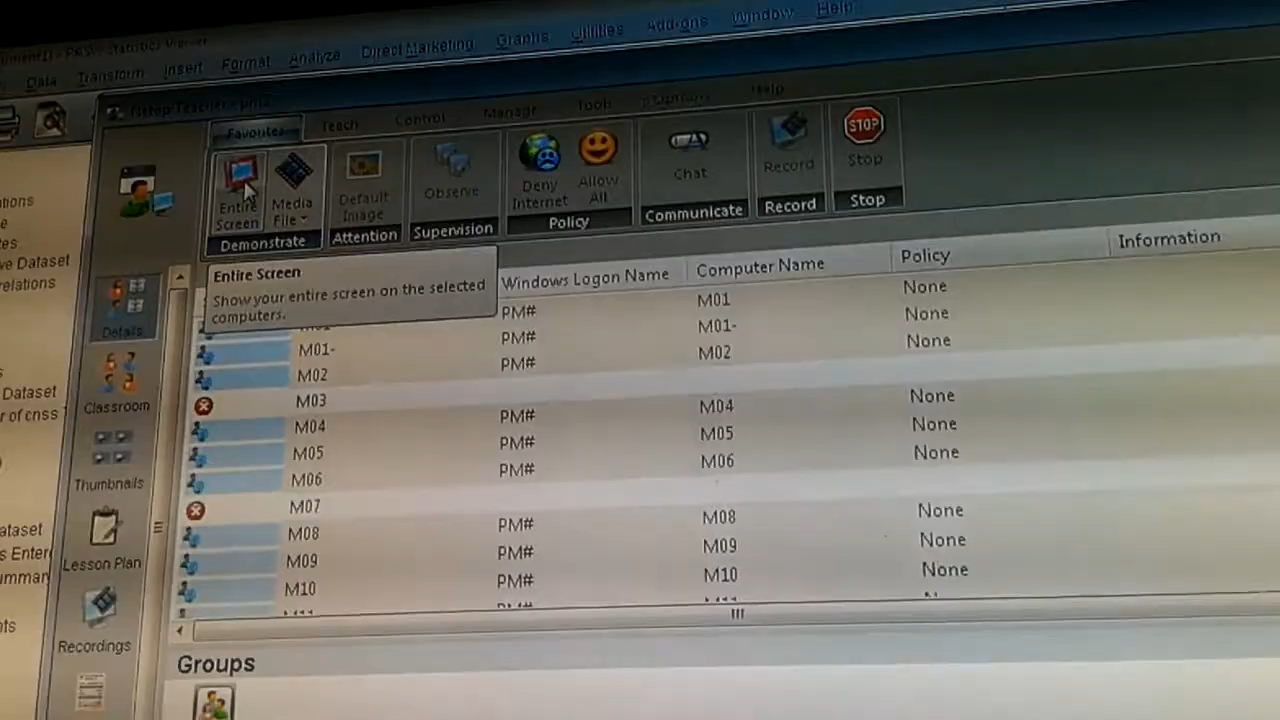 Data Transform Insert Format Analyze Direct Marketing Graphs Utilities Add-ons Window Help
Favorites Teach Control Manage Tools Options Help
Entire Screen
Media File
Demonstrate
Default Image
Attention
Observe
Supervision
Deny Internet
Allow All
Policy
Chat
Communicate
Record
Record
Stop
Stop
Entire Screen
Show your entire screen on the selected
computers.
Windows Logon Name Computer Name Policy Information
PM# M01 None
M01- PM# M01- None
M02 PM# M02 None
M03
M04 PM# M04 None
M05 PM# M05 None
M06 PM# M06 None
M07
M08 PM# M08 None
M09 PM# M09 None
M10 PM# M10 None
Details
Classroom
Thumbnails
Lesson Plan
Recordings
Groups
Dataset
Dataset